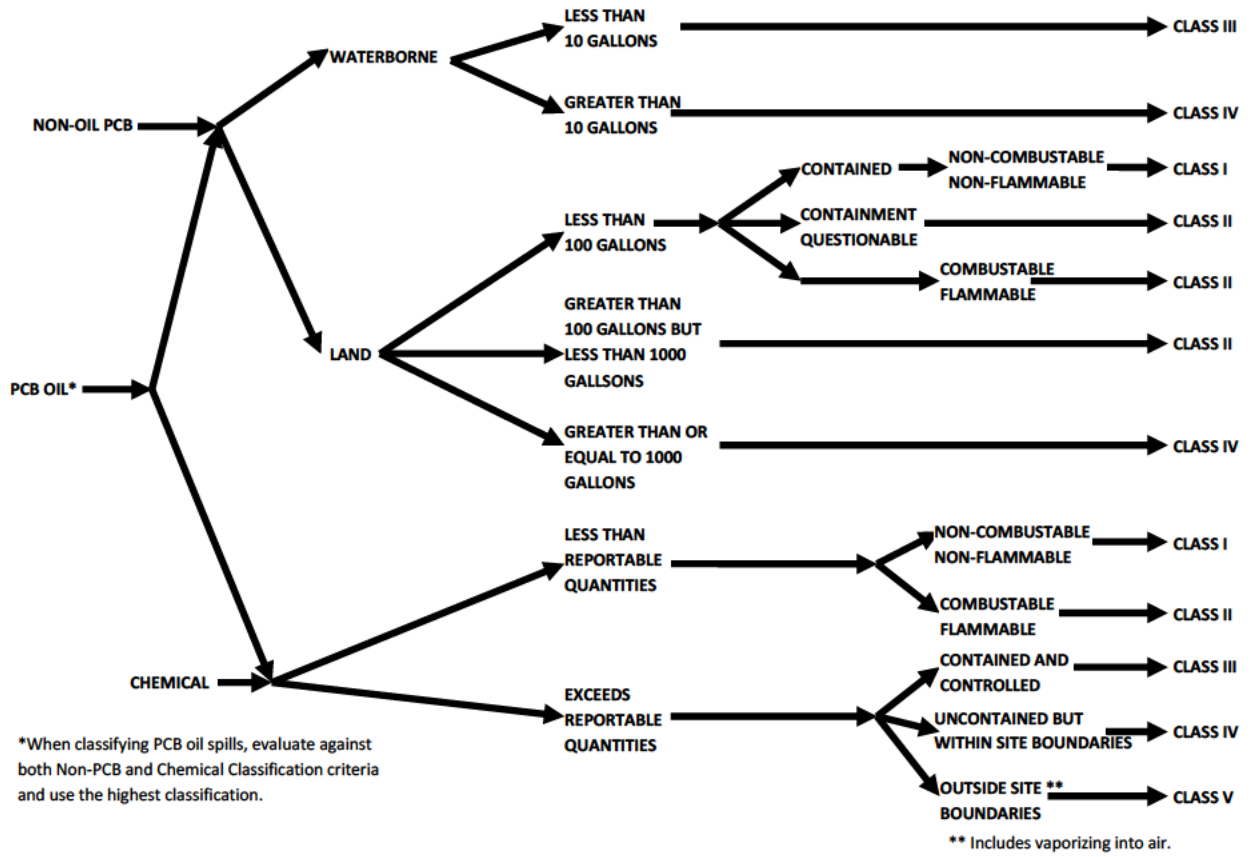 LESS THAN
10 GALLONS
CLASS III
WATERBORNE
GREATER THAN
10 GALLONS
CLASS IV
NON-OIL PCB
CONTAINED
NON-COMBUSTABLE
NON-FLAMMABLE
CLASS I
LESS THAN
100 GALLONS
CONTAINMENT
QUESTIONABLE
CLASS II
COMBUSTABLE
FLAMMABLE
CLASS II
LAND
GREATER THAN
100 GALLONS BUT
LESS THAN 1000
GALLSONS
CLASS II
PCB OIL*
GREATER THAN OR
EQUAL TO 1000
GALLONS
CLASS IV
LESS THAN
REPORTABLE
QUANTITIES
NON-COMBUSTABLE
NON-FLAMMABLE
CLASS I
COMBUSTABLE
FLAMMABLE
CLASS II
CHEMICAL
EXCEEDS
REPORTABLE
QUANTITIES
CONTAINED AND
CONTROLLED
CLASS III
UNCONTAINED BUT
WITHIN SITE BOUNDARIES
CLASS IV
OUTSIDE SITE **
BOUNDARIES
CLASS V
*When classifying PCB oil spills, evaluate against
both Non-PCB and Chemical Classification criteria
and use the highest classification.
** Includes vaporizing into air.